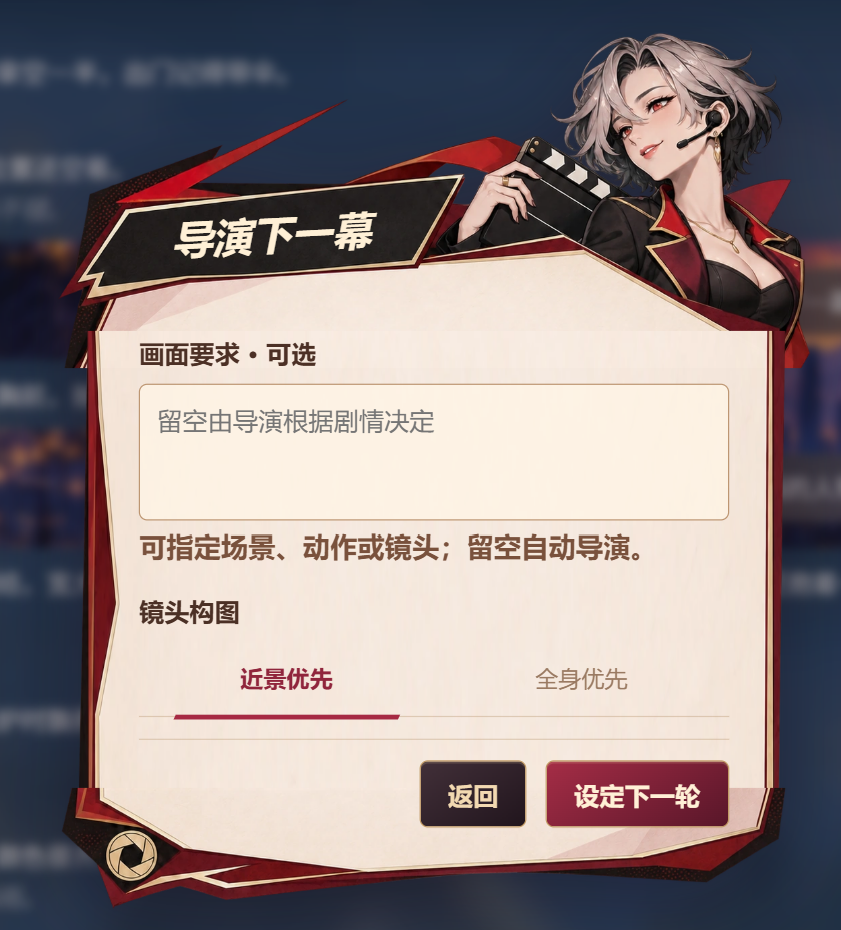 导演下一幕
画面要求·可选
留空由导演根据剧情决定
可指定场景、动作或镜头；留空自动导演。
镜头构图
近景优先
全身优先
返回
设定下一轮